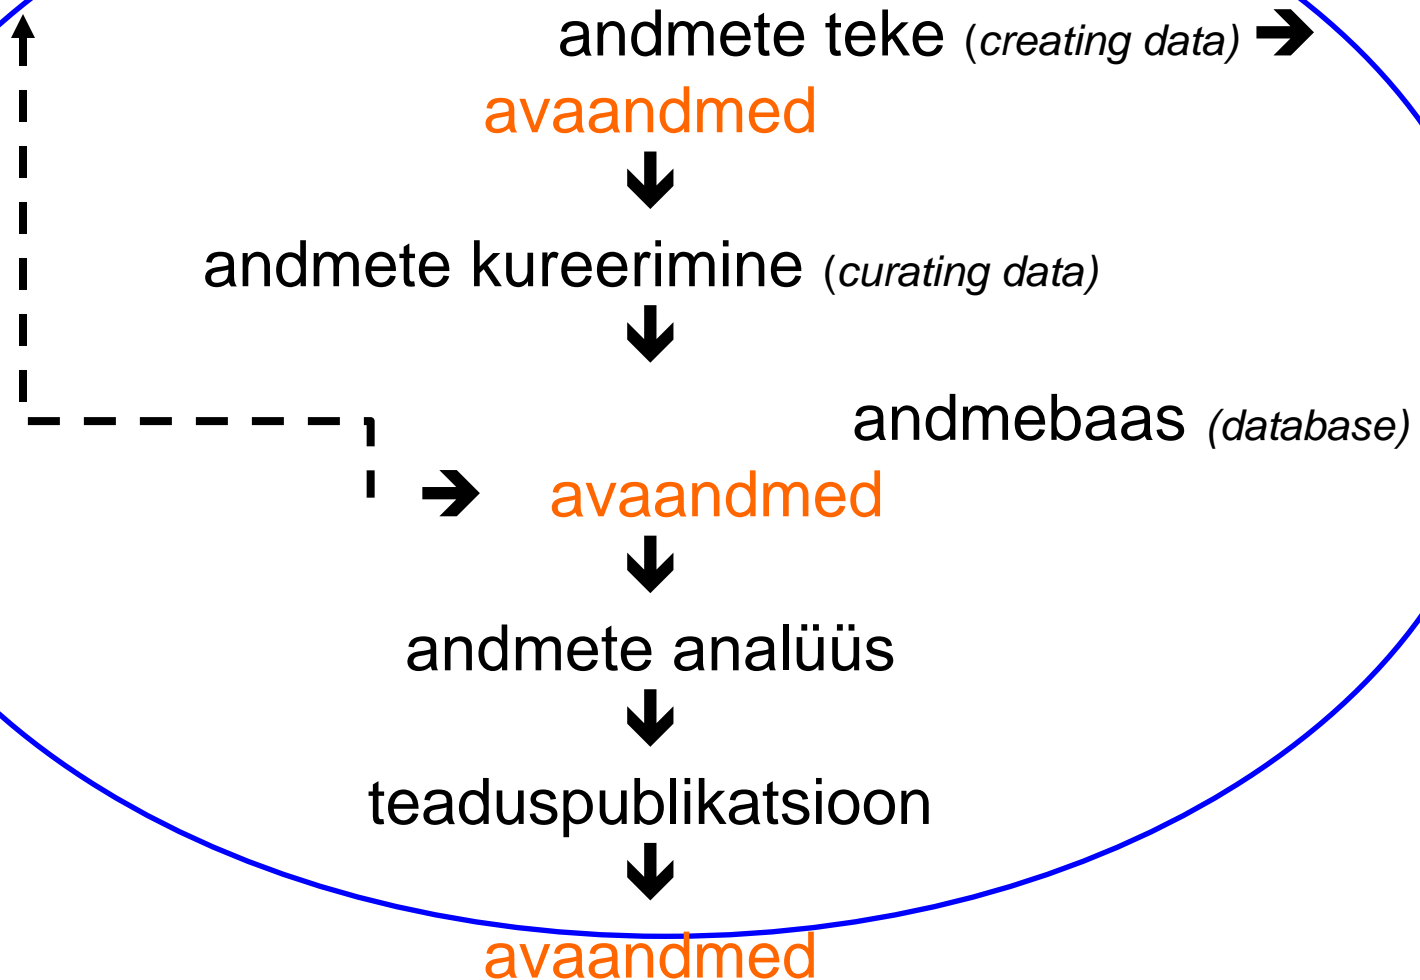 andmete teke (creating data) ➔
avaandmed
andmete kureerimine (curating data)
andmebaas (database)
➔ avaandmed
andmete analüüs
teaduspublikatsioon
avaandmed